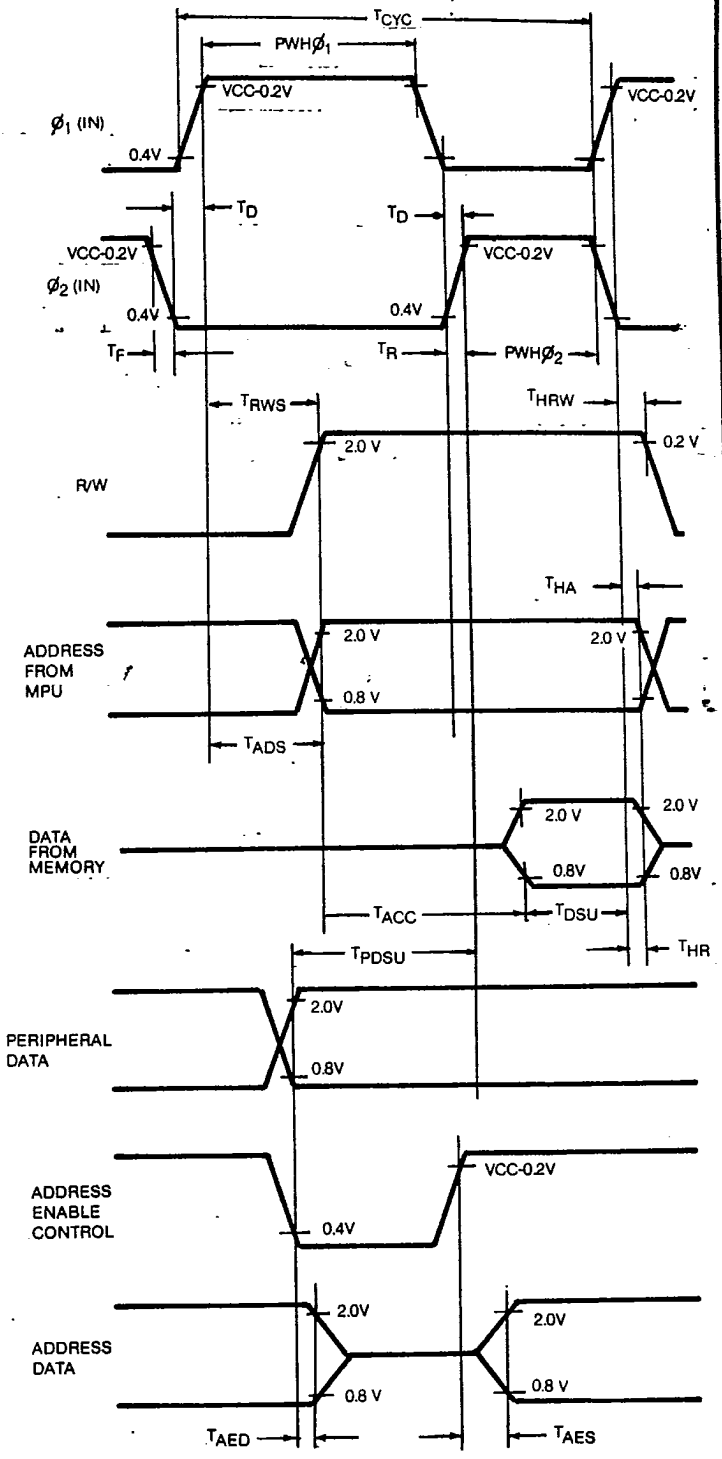 TCYC
PWHØ1
VCC-0.2V
VCC-0.2V
Ø1 (IN)
0.4V
TD
TD
VCC-0.2V
VCC-0.2V
Ø2 (IN)
0.4V
0.4V
TF
TR
PWHØ2
TRWS
THRW
2.0 V
0.2 V
R/W
THA
2.0 V
2.0 V
ADDRESS
FROM
MPU
0.8 V
TADS
2.0 V
2.0 V
DATA
FROM
MEMORY
0.8V
0.8V
TACC
TDSU
TPDSU
THR
2.0V
PERIPHERAL
DATA
0.8V
VCC-0.2V
ADDRESS
ENABLE
CONTROL
0.4V
2.0V
2.0V
ADDRESS
DATA
0.8 V
0.8 V
TAED
TAES